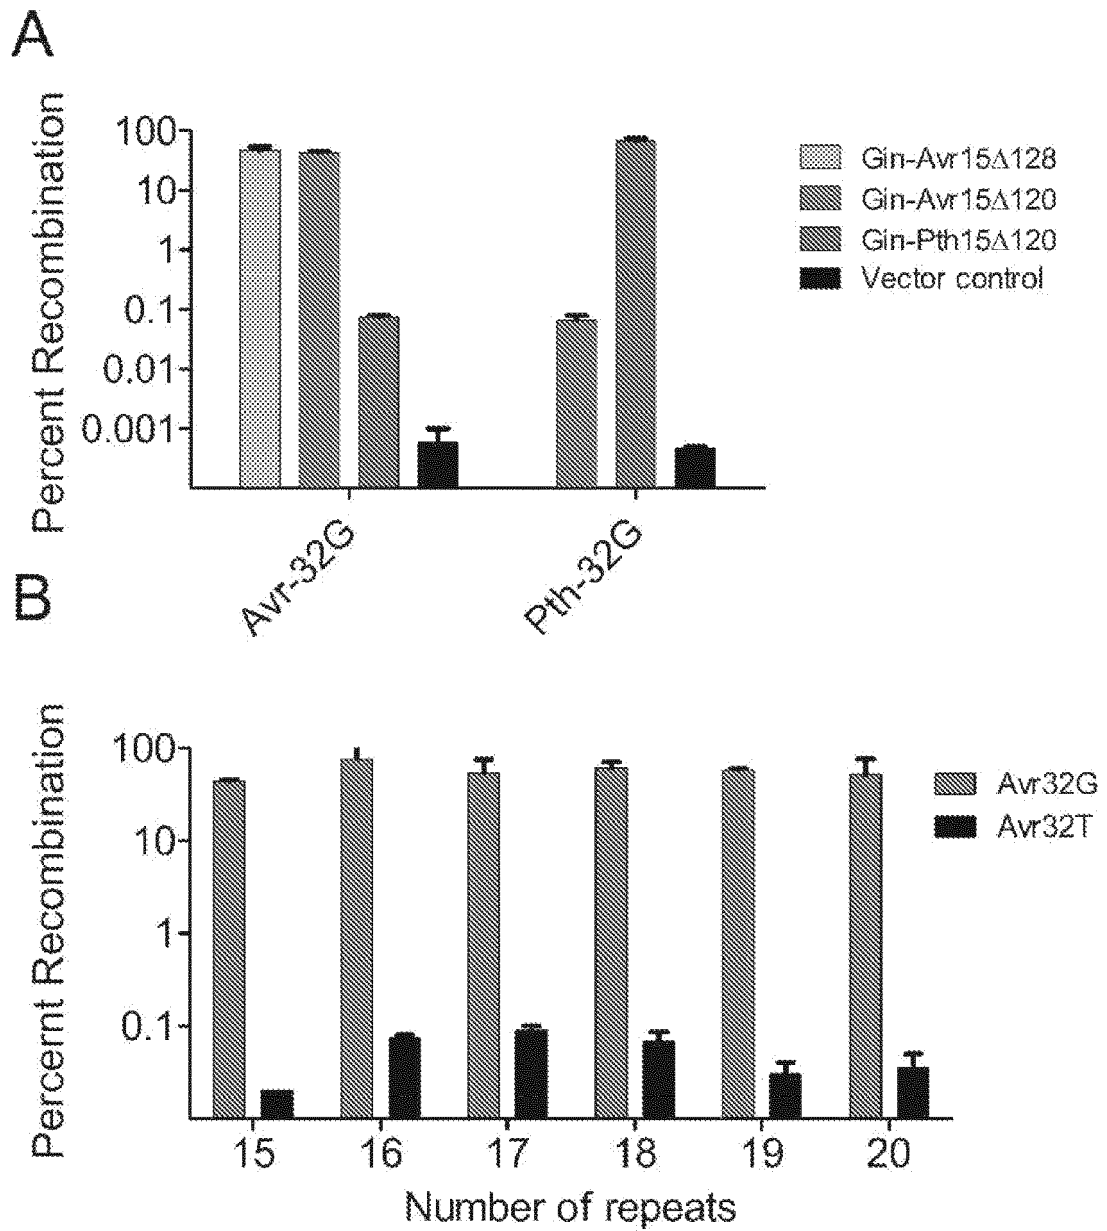 A
Percent Recombination
100
10
1
0.1
0.01
0.001
Avr-32G
Pth-32G
Gin-Avr15Δ128
Gin-Avr15Δ120
Gin-Pth15Δ120
Vector control
B
Percernt Recombination
100
10
1
0.1
15 16 17 18 19 20
Number of repeats
Avr32G
Avr32T